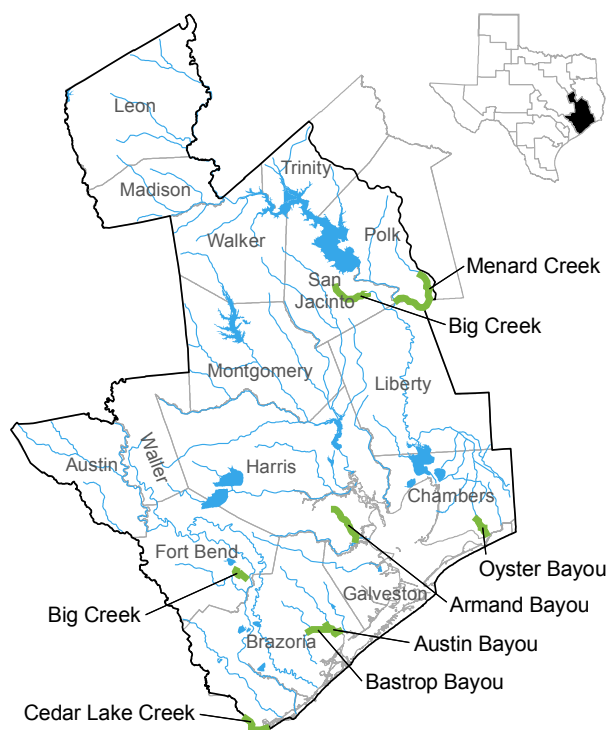 Leon
Madison
Trinity
Walker
Polk
Menard Creek
San
Jacinto
Big Creek
Montgomery
Liberty
Austin
Waller
Harris
Chambers
Fort Bend
Oyster Bayou
Galveston
Armand Bayou
Big Creek
Brazoria
Austin Bayou
Bastrop Bayou
Cedar Lake Creek